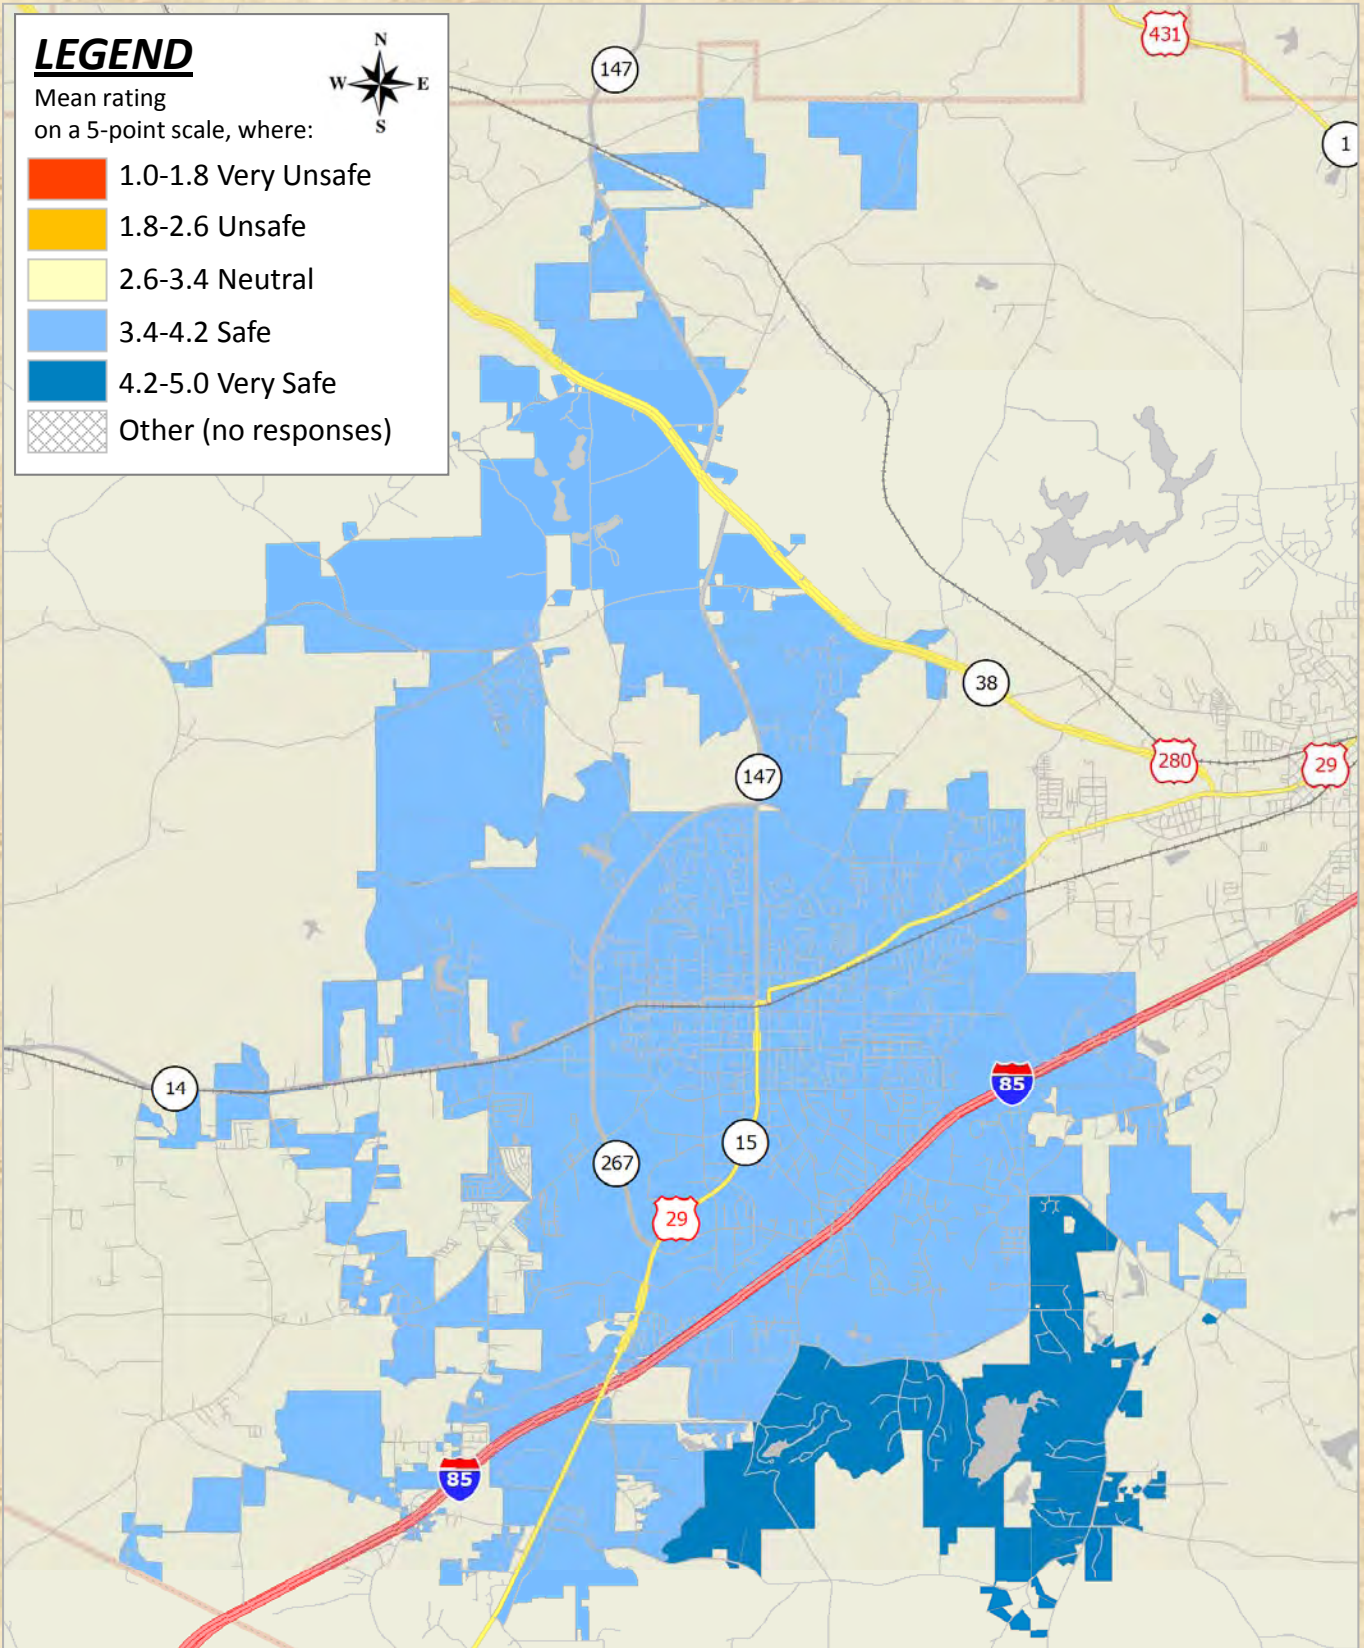 LEGEND
N
W E
S
Mean rating
on a 5-point scale, where:
1.0-1.8 Very Unsafe
1.8-2.6 Unsafe
2.6-3.4 Neutral
3.4-4.2 Safe
4.2-5.0 Very Safe
Other (no responses)
431
147
1
38
280
29
147
85
14
15
267
29
85